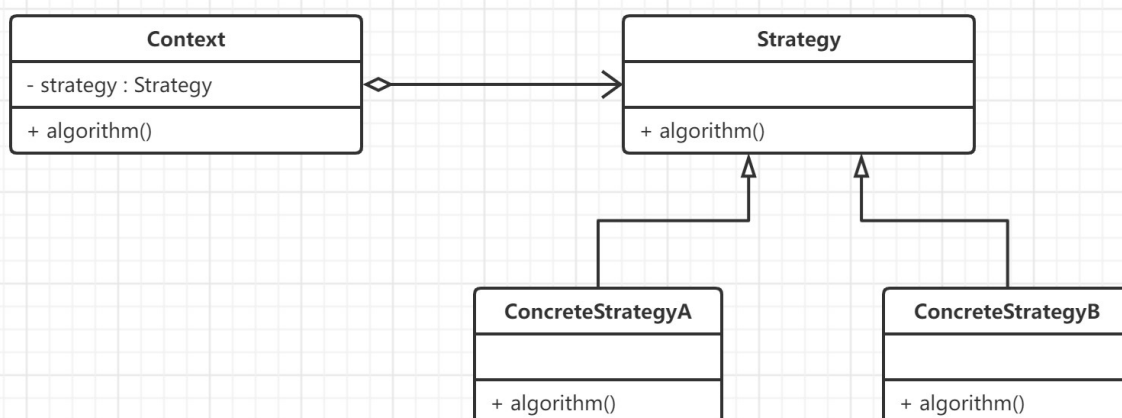 Context
- strategy : Strategy
+ algorithm()
Strategy
+ algorithm()
ConcreteStrategyA
+ algorithm()
ConcreteStrategyB
+ algorithm()